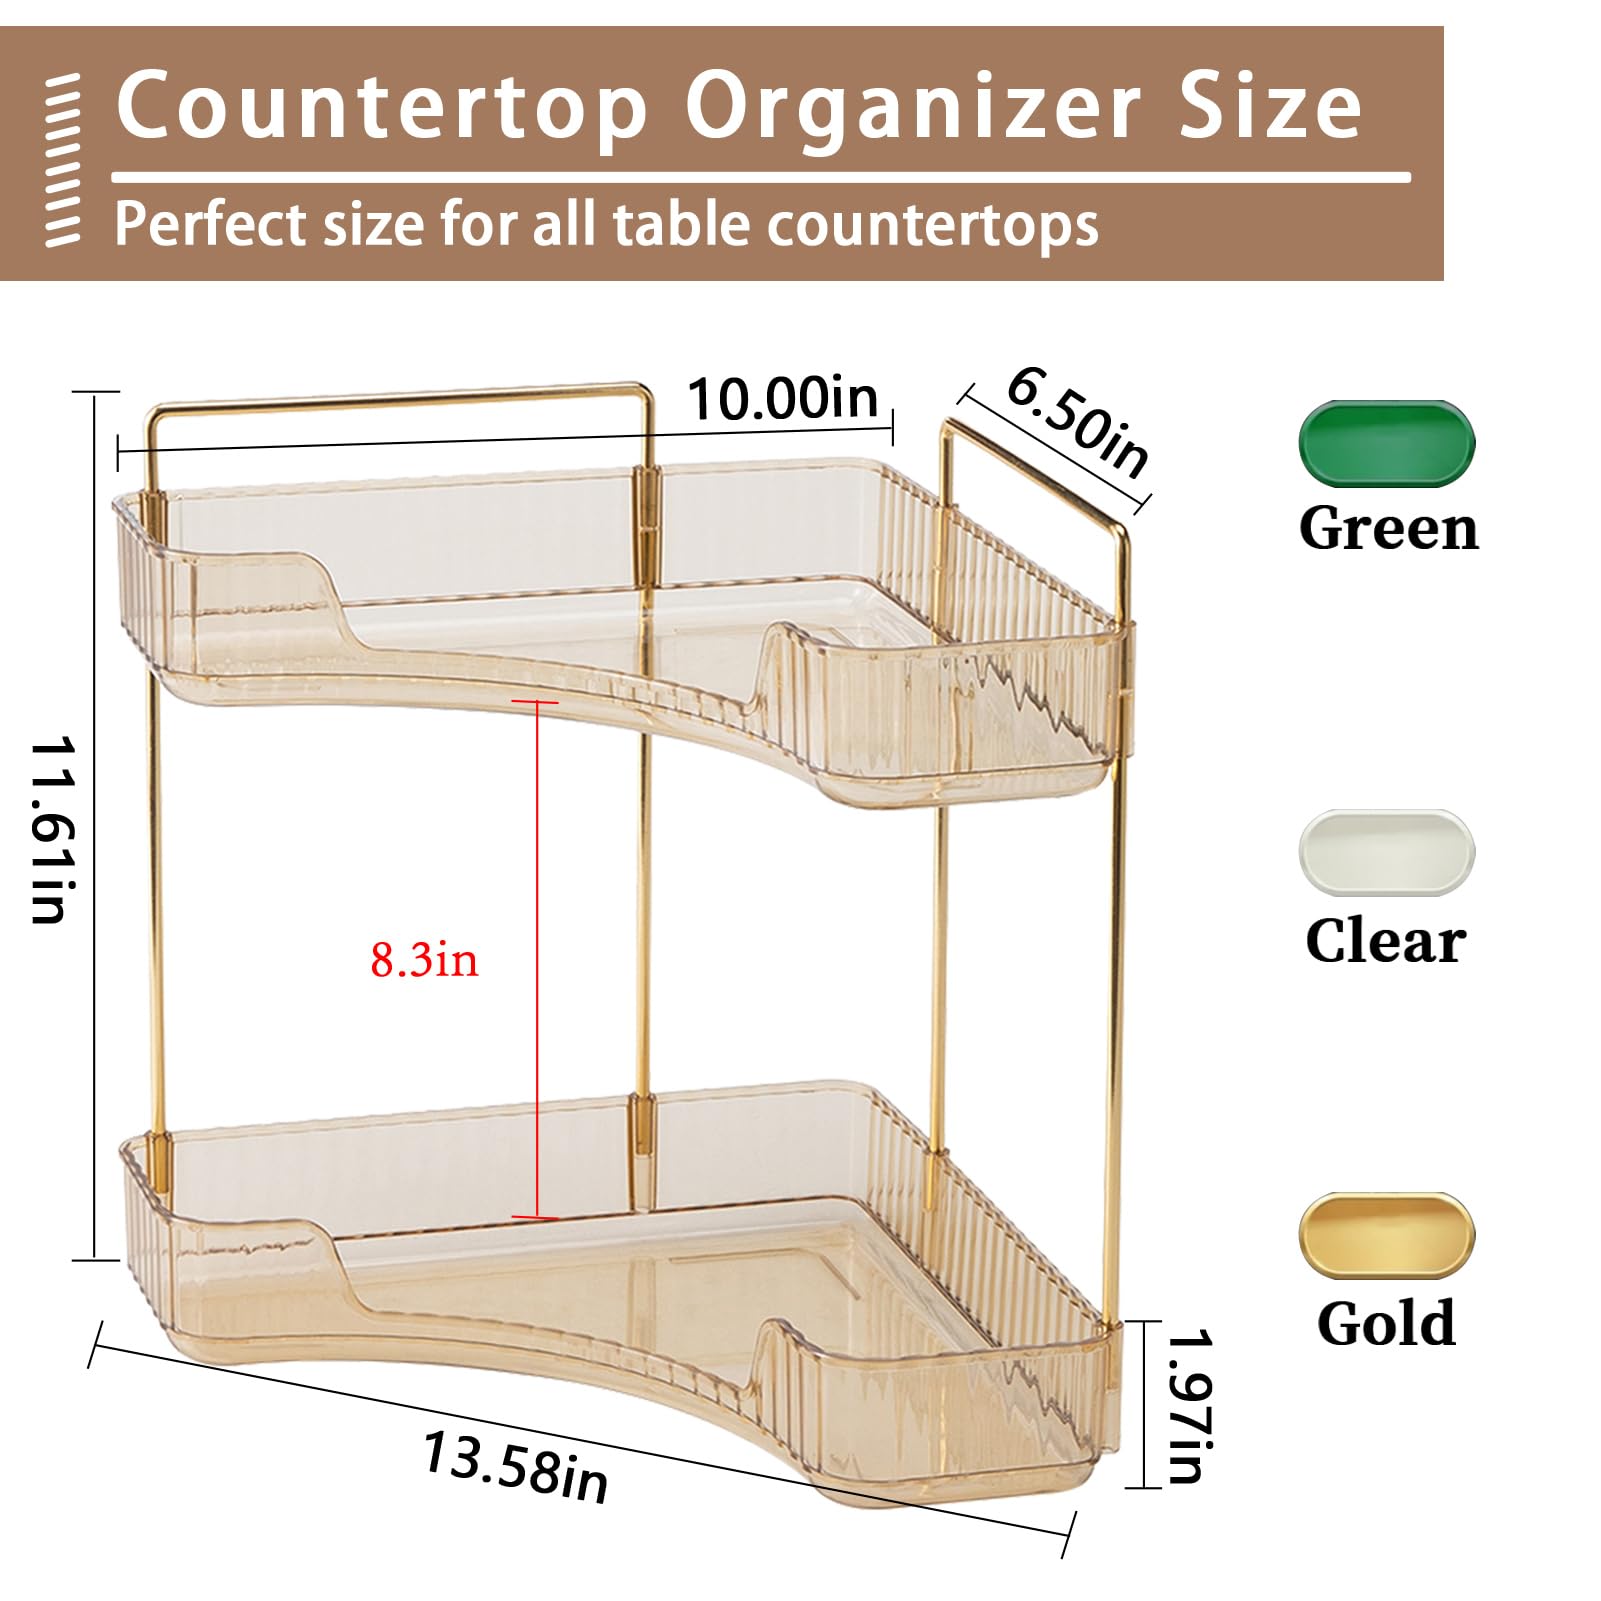 Countertop Organizer Size
Perfect size for all table countertops
10.00in
6.50in
Green
11.61in
8.3in
Clear
Gold
1.97in
13.58in